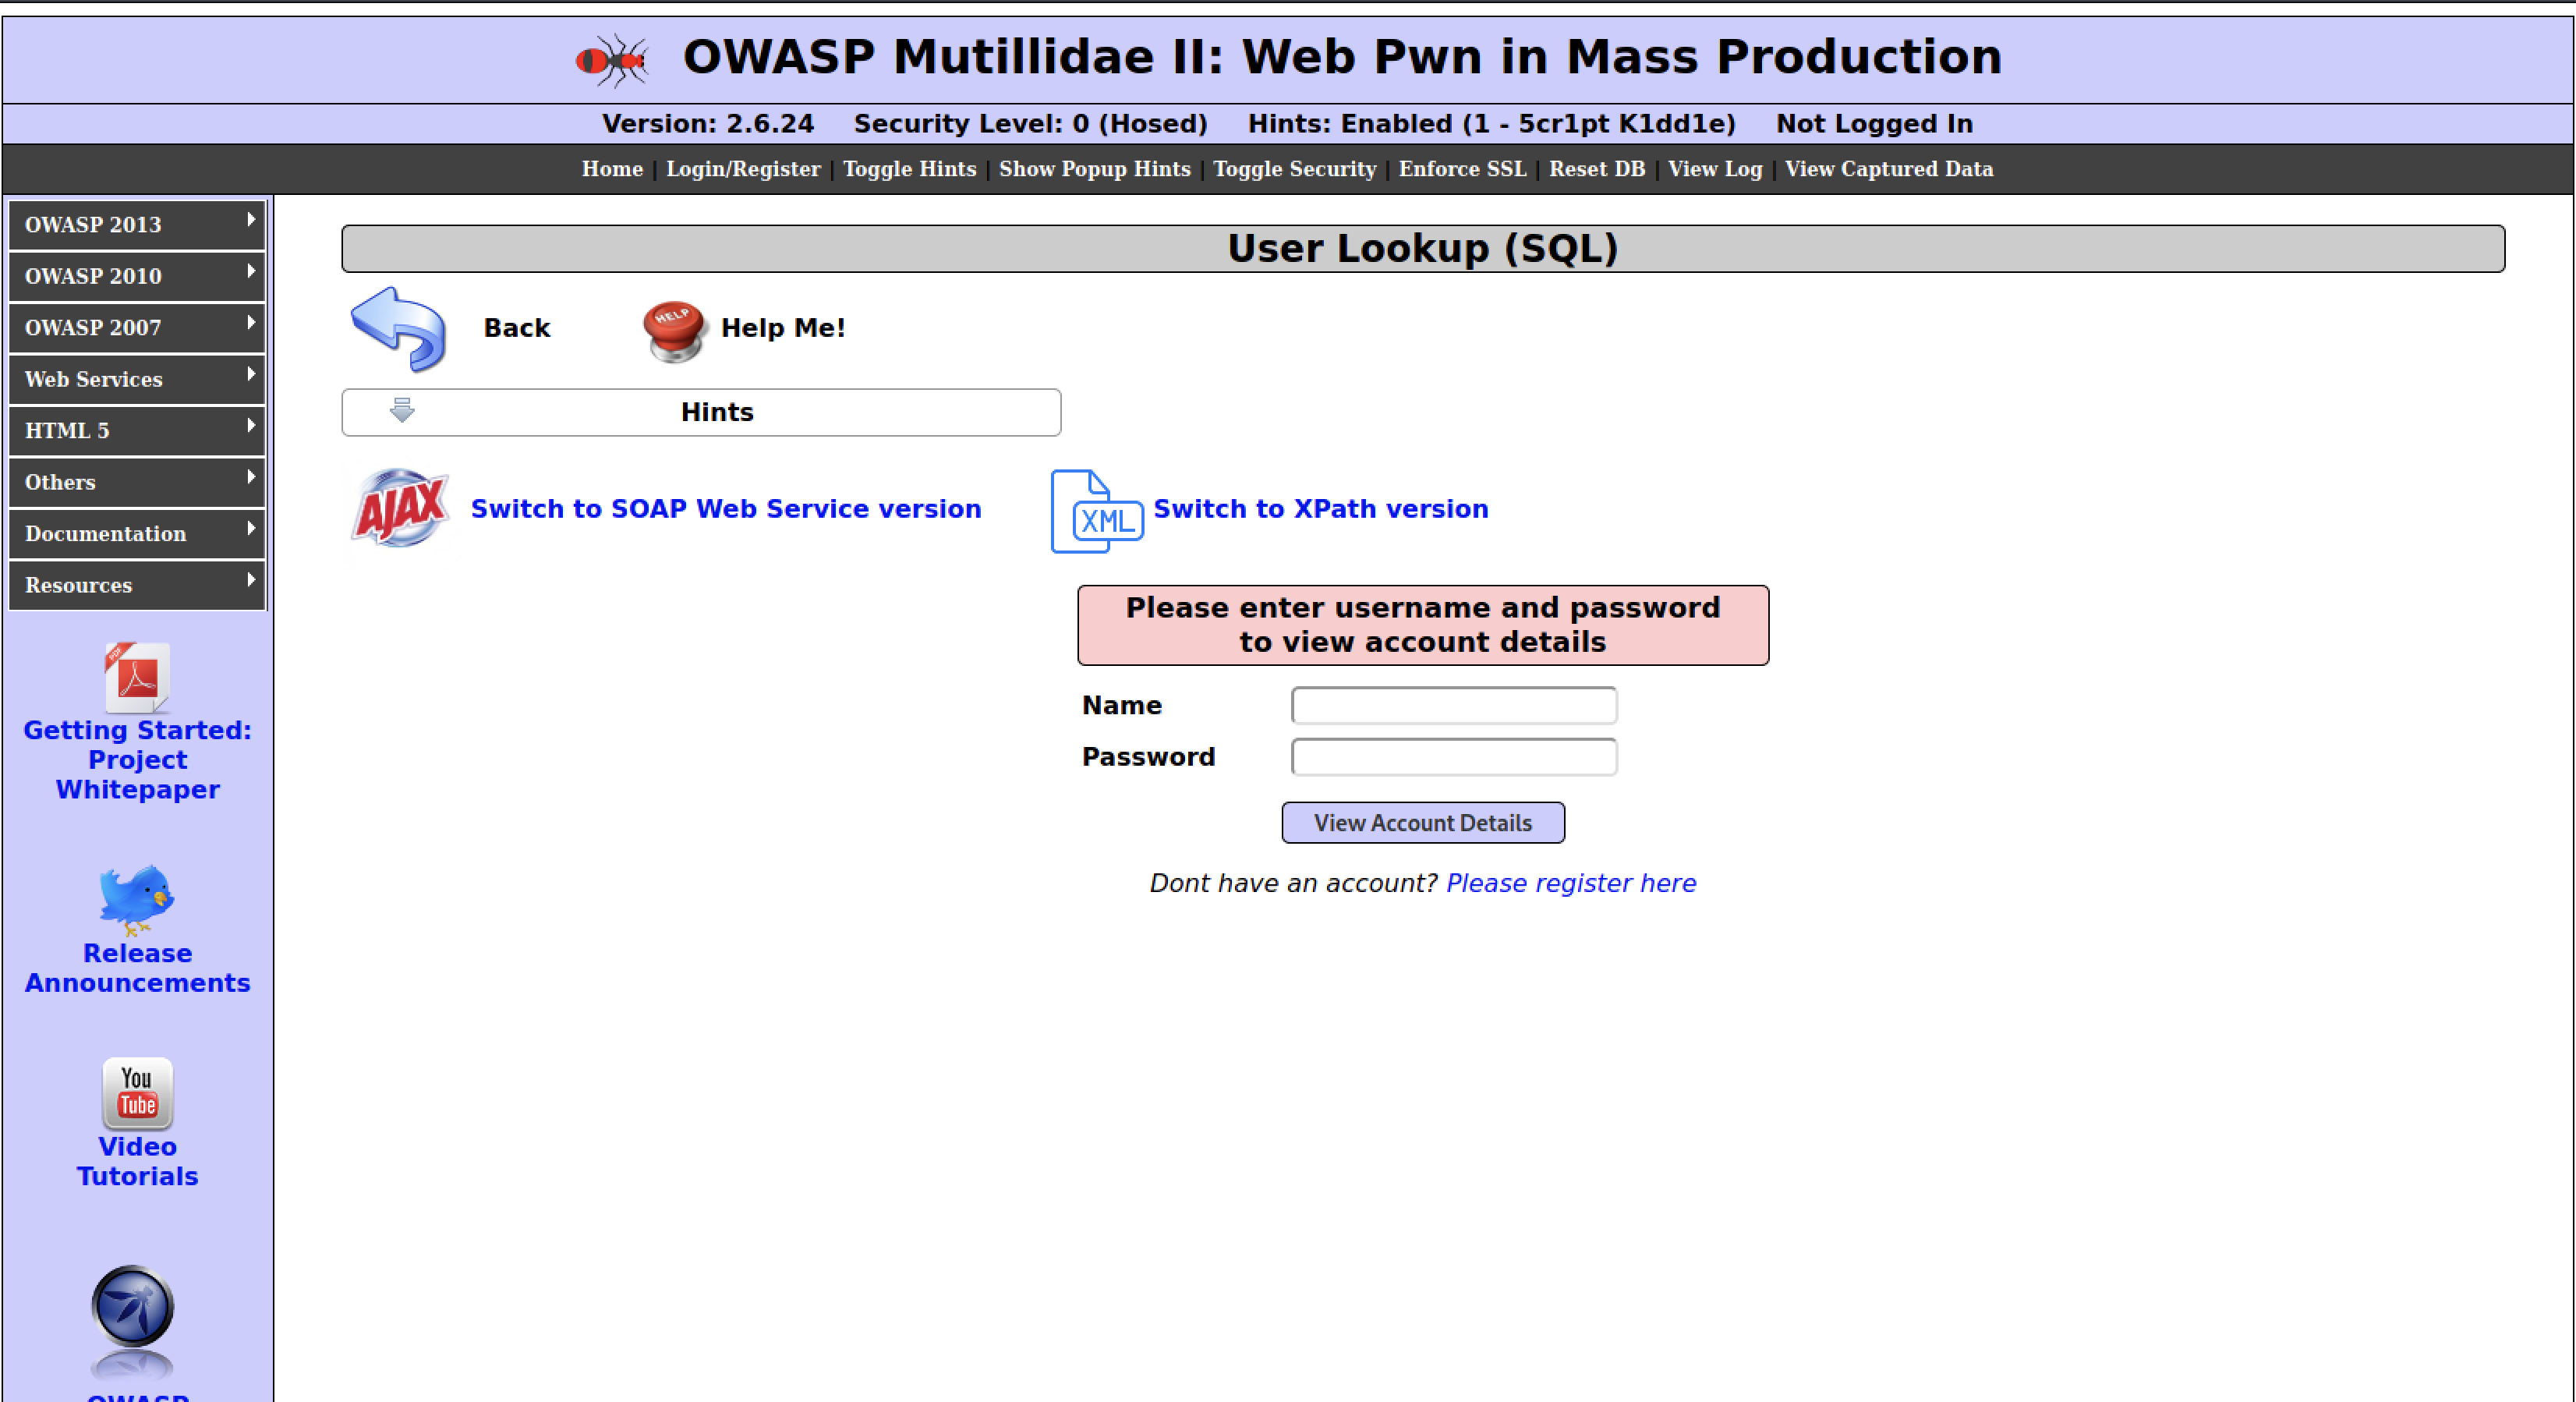 OWASP Mutillidae II: Web Pwn in Mass Production
Version: 2.6.24 Security Level: 0 (Hosed) Hints: Enabled (1 - 5cr1pt K1dd1e) Not Logged In
Home | Login/Register | Toggle Hints | Show Popup Hints | Toggle Security | Enforce SSL | Reset DB | View Log | View Captured Data
OWASP 2013
OWASP 2010
OWASP 2007
Web Services
HTML 5
Others
Documentation
Resources
PDF
Getting Started:
Project
Whitepaper
Release
Announcements
You
Tube
Video
Tutorials
OWASP
User Lookup (SQL)
Back
HELP
Help Me!
Hints
AJAX
Switch to SOAP Web Service version
XML
Switch to XPath version
Please enter username and password
to view account details
Name
Password
View Account Details
Dont have an account? Please register here